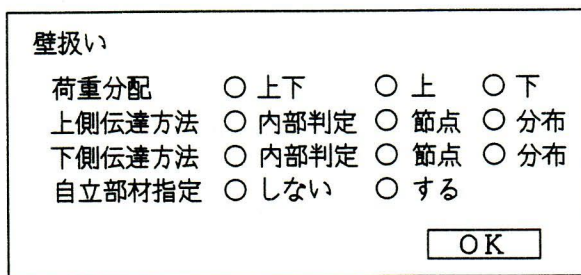 壁扱い
荷重分配 ○ 上下 ○ 上 ○ 下
上側伝達方法 ○ 内部判定 ○ 節点 ○ 分布
下側伝達方法 ○ 内部判定 ○ 節点 ○ 分布
自立部材指定 ○ しない ○ する
OK